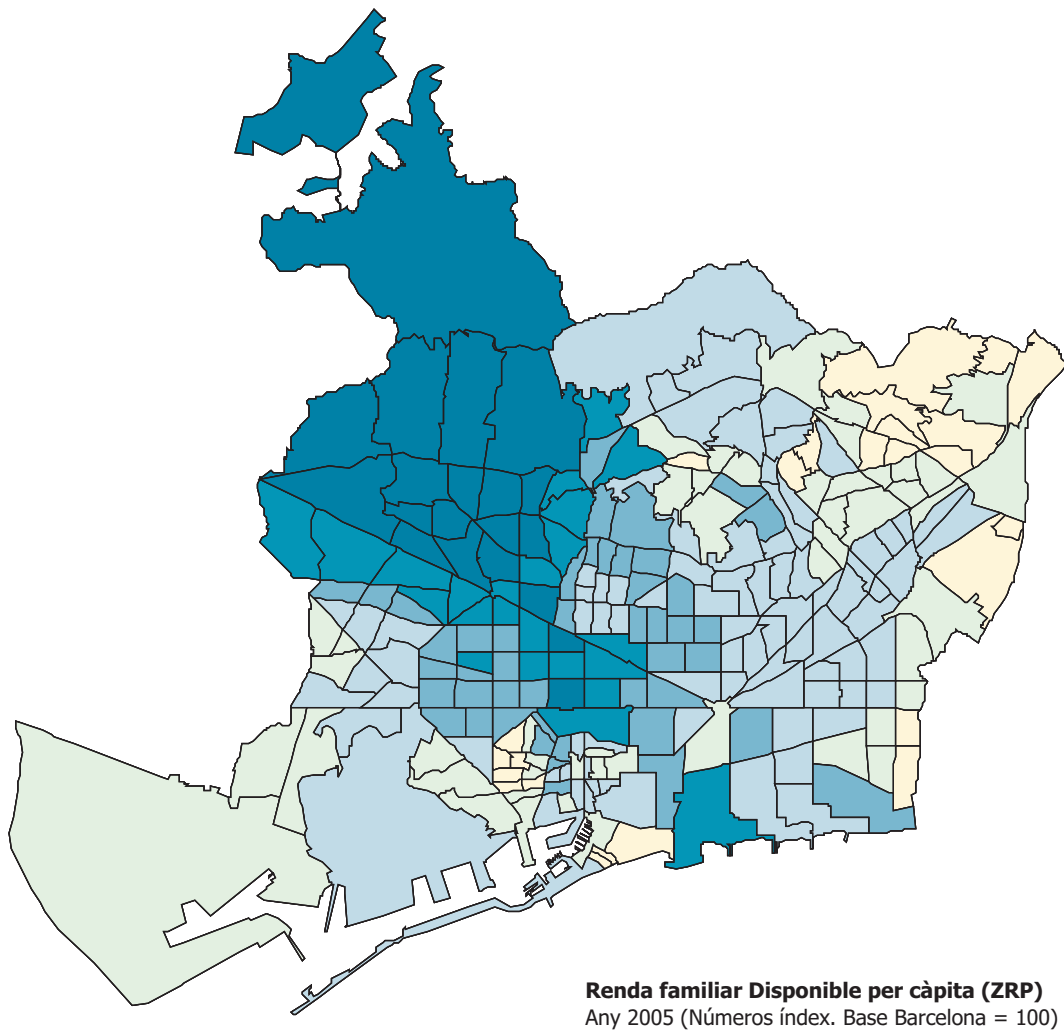 Renda familiar Disponible per càpita (ZRP)
Any 2005 (Números índex. Base Barcelona = 100)